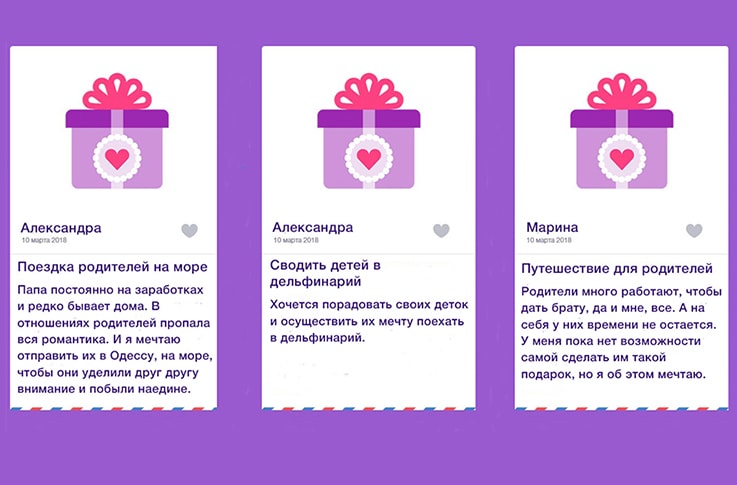 Александра
10 марта 2018
Поездка родителей на море
Папа постоянно на заработках
и редко бывает дома. В
отношениях родителей пропала
вся романтика. И я мечтаю
отправить их в Одессу, на море,
чтобы они уделили друг другу
внимание и побыли наедине.
Александра
10 марта 2018
Сводить детей в
дельфинарий
Хочется порадовать своих деток
и осуществить их мечту поехать
в дельфинарий.
Марина
10 марта 2018
Путешествие для родителей
Родители много работают, чтобы
дать брату, да и мне, все. А на
себя у них времени не остается.
У меня пока нет возможности
самой сделать им такой
подарок, но я об этом мечтаю.